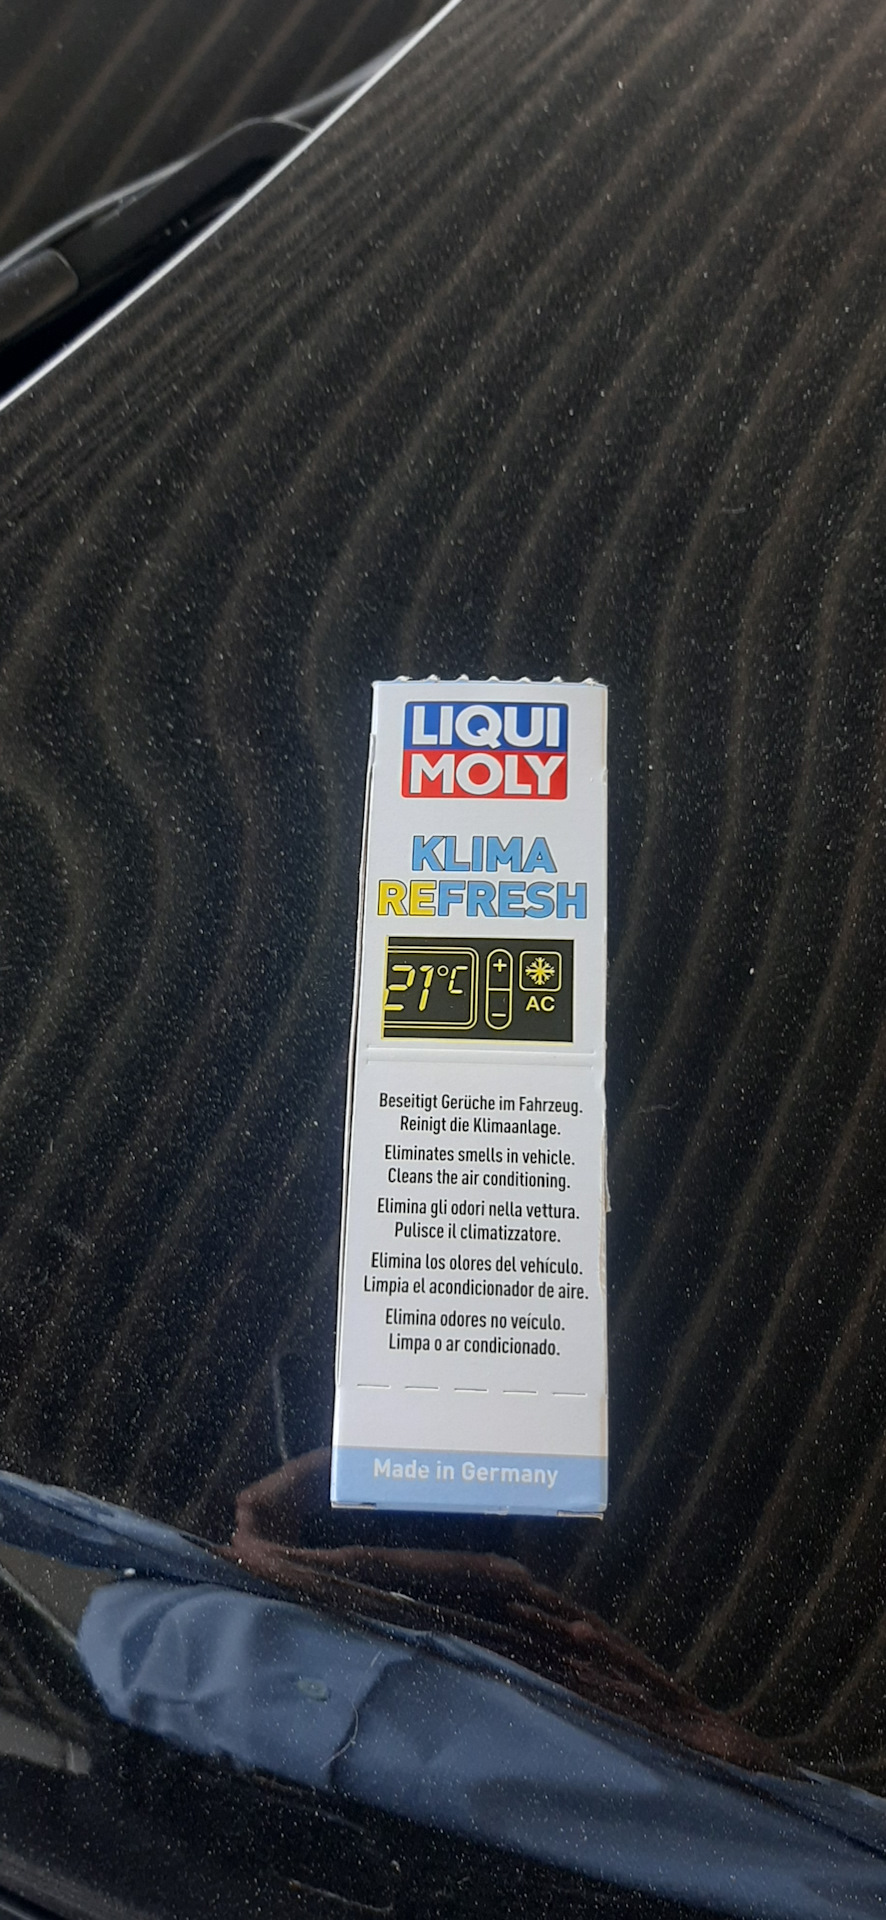 LIQUI
MOLY
KLIMA
REFRESH
21°C
+
-
AC
Beseitigt Gerüche im Fahrzeug.
Reinigt die Klimaanlage.
Eliminates smells in vehicle.
Cleans the air conditioning.
Elimina gli odori nella vettura.
Pulisce il climatizzatore.
Elimina los olores del vehículo.
Limpia el acondicionador de aire.
Elimina odores no veículo.
Limpa o ar condicionado.
Made in Germany